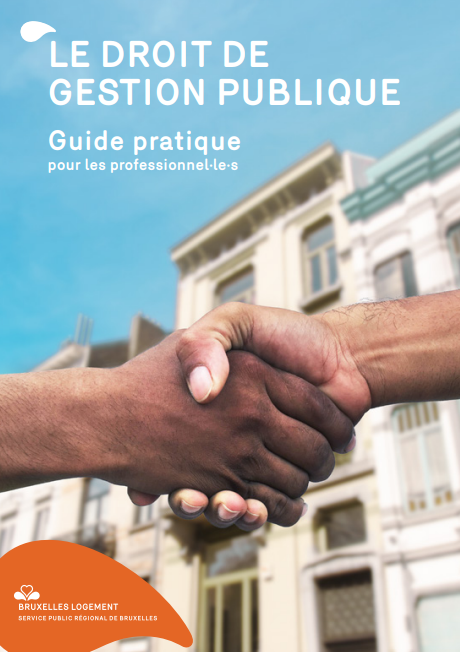 LE DROIT DE
GESTION PUBLIQUE
Guide pratique
pour les professionnel·le·s
BRUXELLES LOGEMENT
SERVICE PUBLIC RÉGIONAL DE BRUXELLES